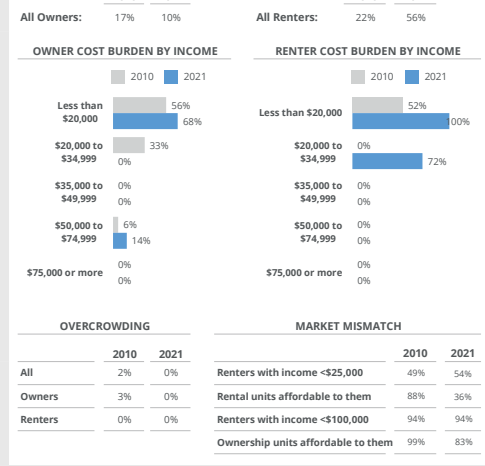 All Owners: 17% 10%
All Renters: 22% 56%
OWNER COST BURDEN BY INCOME
2010 2021
Less than $20,000 56%
68%
$20,000 to $34,999 33%
0%
$35,000 to $49,999 0%
0%
$50,000 to $74,999 6%
14%
$75,000 or more 0%
0%
RENTER COST BURDEN BY INCOME
2010 2021
Less than $20,000 52%
100%
$20,000 to $34,999 0%
72%
$35,000 to $49,999 0%
0%
$50,000 to $74,999 0%
0%
$75,000 or more 0%
0%
OVERCROWDING
2010 2021
All 2% 0%
Owners 3% 0%
Renters 0% 0%
MARKET MISMATCH
2010 2021
Renters with income <$25,000 49% 54%
Rental units affordable to them 88% 36%
Renters with income <$100,000 94% 94%
Ownership units affordable to them 99% 83%